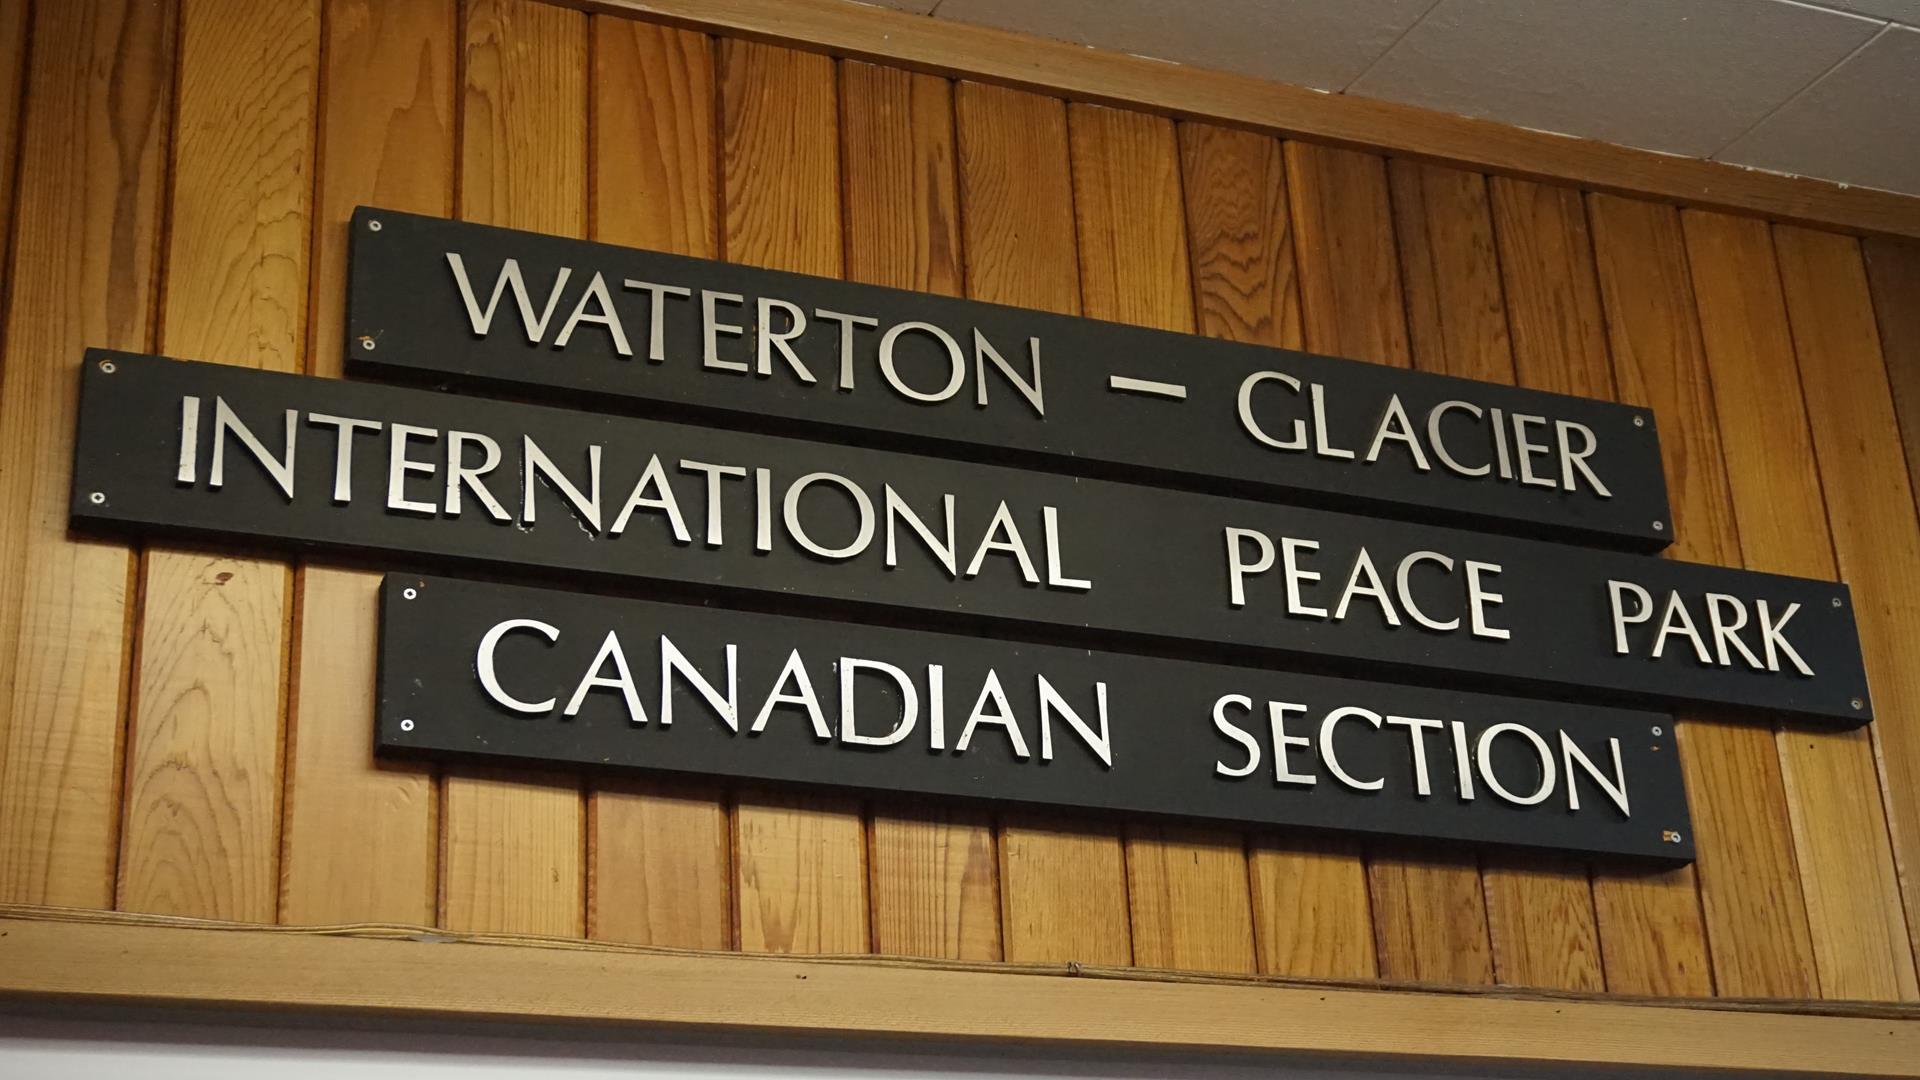 WATERTON — GLACIER
INTERNATIONAL PEACE PARK
CANADIAN SECTION